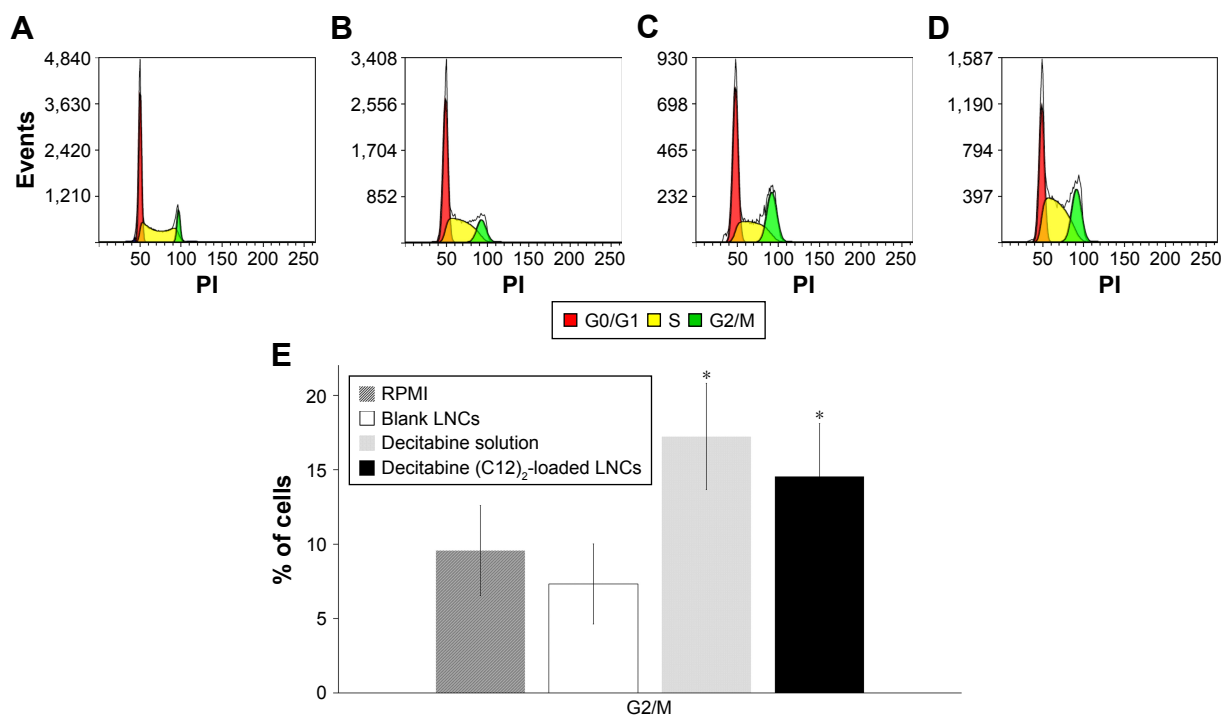 A
B
C
D
4,840
3,630
2,420
1,210
Events
50 100 150 200 250
PI
3,408
2,556
1,704
852
50 100 150 200 250
PI
930
698
465
232
50 100 150 200 250
PI
1,587
1,190
794
397
50 100 150 200 250
PI
G0/G1 S G2/M
E
% of cells
20
15
10
5
0
RPMI
Blank LNCs
Decitabine solution
Decitabine (C12)₂-loaded LNCs
*
*
G2/M